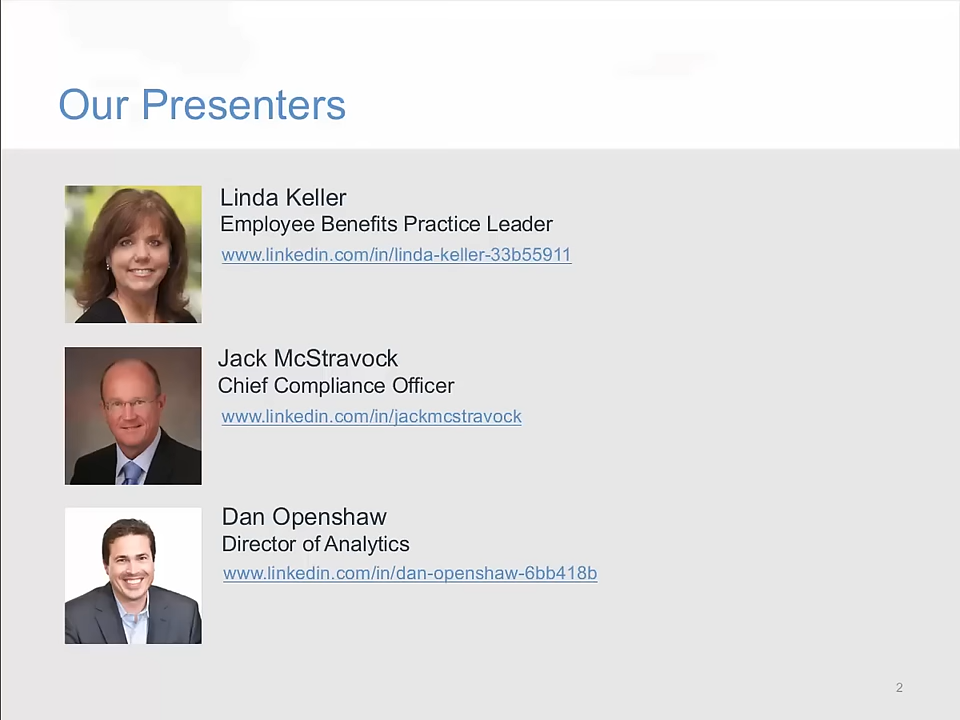 Our Presenters
Linda Keller
Employee Benefits Practice Leader
www.linkedin.com/in/linda-keller-33b55911
Jack McStravock
Chief Compliance Officer
www.linkedin.com/in/jackmcstravock
Dan Openshaw
Director of Analytics
www.linkedin.com/in/dan-openshaw-6bb418b
2